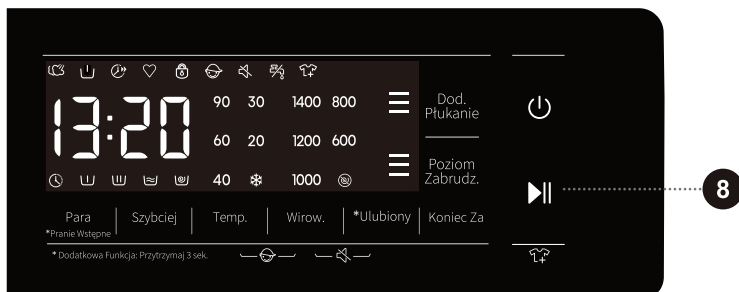 13:20
90 30 1400 800
60 20 1200 600
40 1000
Dod.
Płukanie
Poziom
Zabrudz.
Para
*Pranie Wstępne
Szybciej
Temp.
Wirow.
*Ulubiony
Koniec Za
* Dodatkowa Funkcja: Przytrzymaj 3 sek.
8